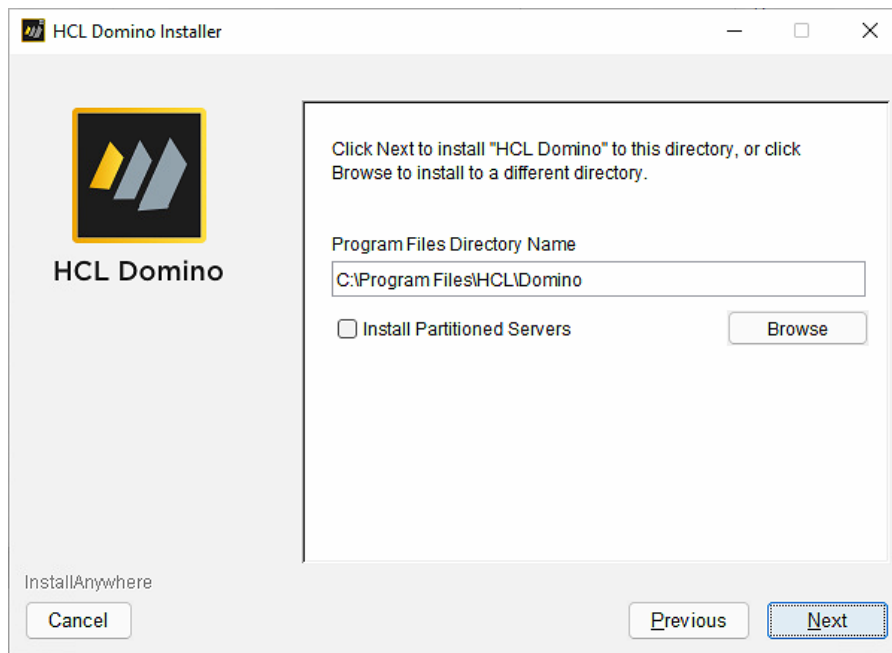 HCL Domino Installer
HCL Domino
Click Next to install "HCL Domino" to this directory, or click
Browse to install to a different directory.
Program Files Directory Name
C:\Program Files\HCL\Domino
Install Partitioned Servers
Browse
InstallAnywhere
Cancel
Previous
Next